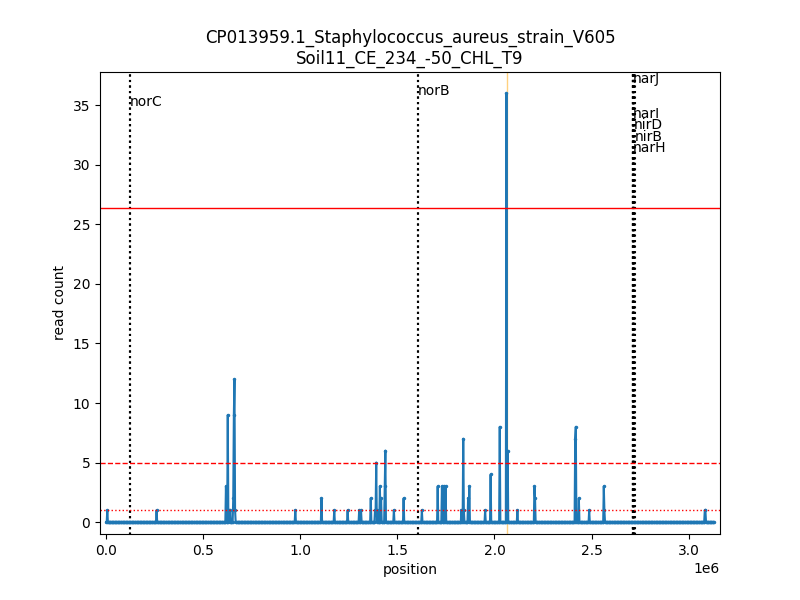 CP013959.1_Staphylococcus_aureus_strain_V605
Soil11_CE_234_-50_CHL_T9
narJ
norB
norC
narI
nirD
nirB
narH
read count
35
30
25
20
15
10
5
0
0.0 0.5 1.0 1.5 2.0 2.5 3.0
1e6
position